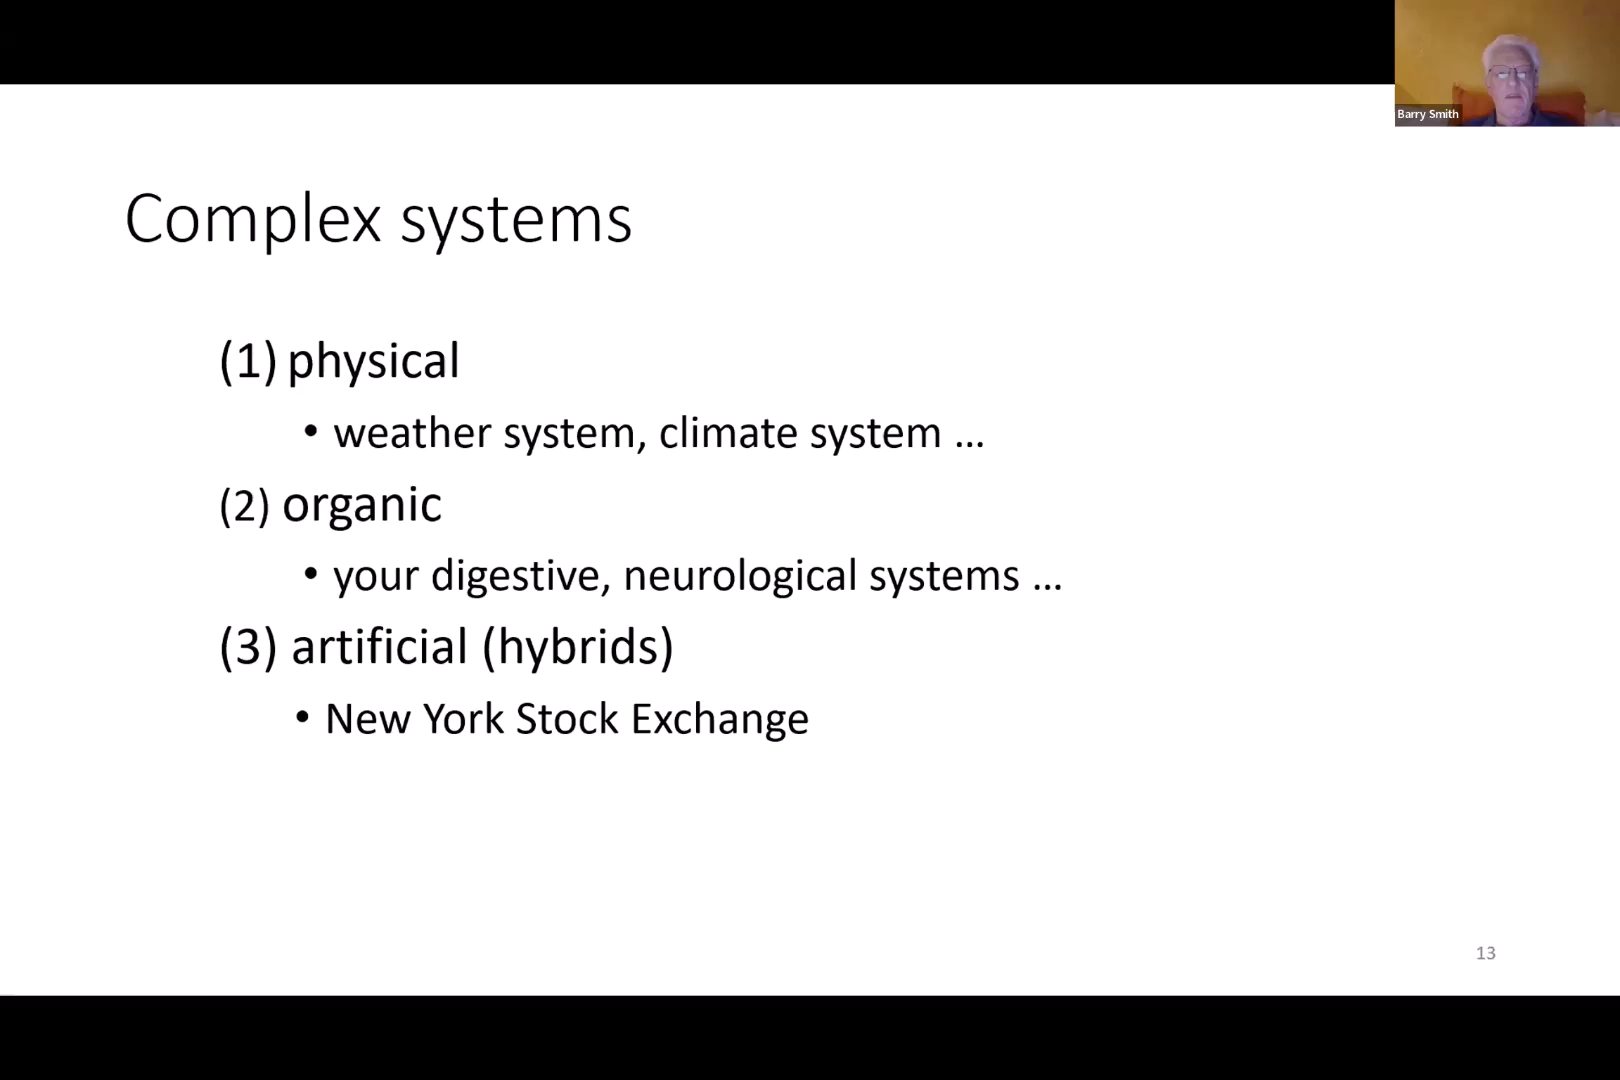 Barry Smith
Complex systems
(1) physical
• weather system, climate system ...
(2) organic
• your digestive, neurological systems ...
(3) artificial (hybrids)
• New York Stock Exchange
13